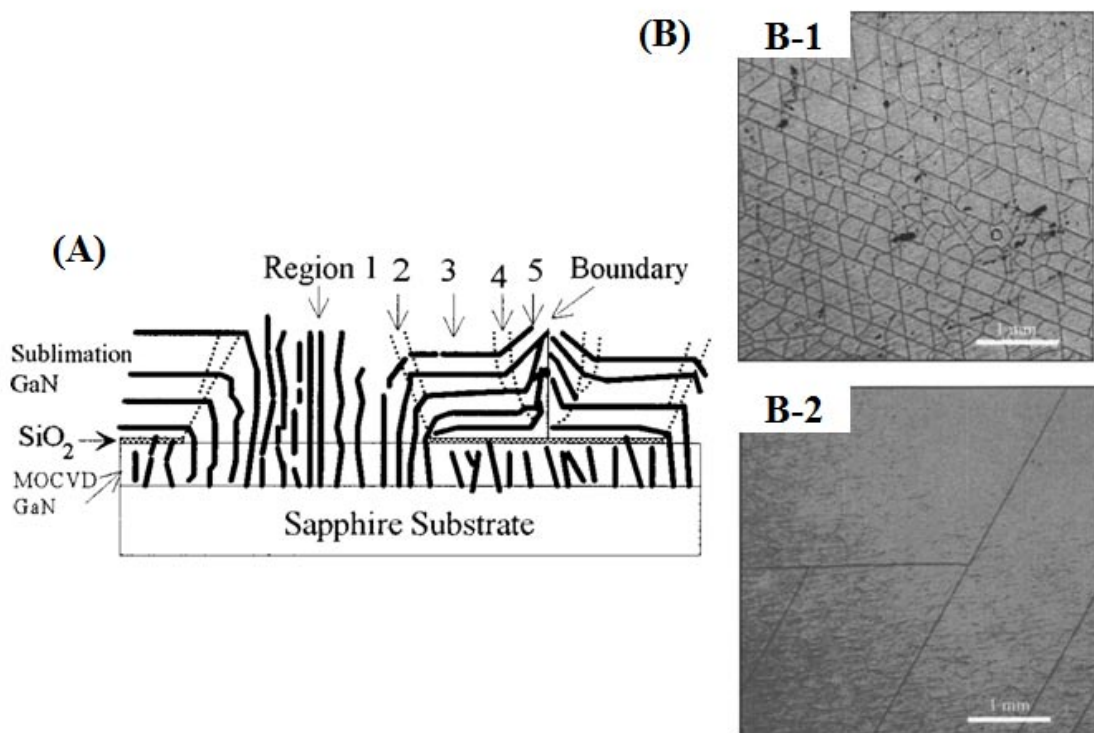 (B)
B-1
1 mm
(A)
Region 1 2 3 4 5 Boundary
Sublimation
GaN
SiO2
MOCVD
GaN
Sapphire Substrate
B-2
1 mm